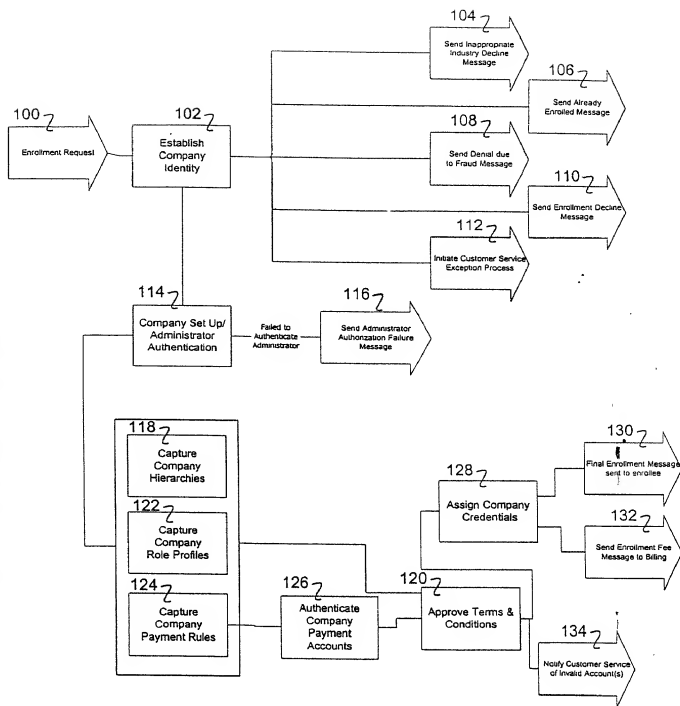 104
Send Inappropriate
Industry Decline
Message
106
Send Already
Enrolled Message
100
Enrollment Request
102
Establish
Company
Identity
108
Send Denial due
to Fraud Message
110
Send Enrollment Decline
Message
112
Initiate Customer Service
Exception Process
114
Company Set Up/
Administrator
Authentication
Failed to
Authenticate
Administrator
116
Send Administrator
Authorization Failure
Message
118
Capture
Company
Hierarchies
122
Capture
Company
Role Profiles
124
Capture
Company
Payment Rules
126
Authenticate
Company
Payment
Accounts
120
Approve Terms &
Conditions
128
Assign Company
Credentials
130
Final Enrollment Message
sent to enrollee
132
Send Enrollment Fee
Message to Billing
134
Notify Customer Service
of Invalid Account(s)